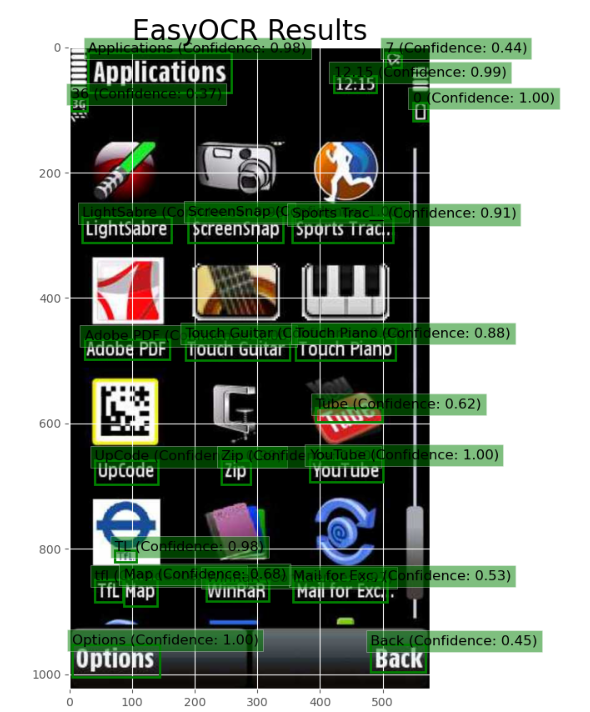 EasyOCR Results
Applications (Confidence: 0.98) 7 (Confidence: 0.44)
Applications
12.15 (Confidence: 0.99)
12:15
36 (Confidence: 0.37) 0 (Confidence: 1.00)
36
LightSabre (Co ScreenSnap (C Sports Trac_ (Confidence: 0.91)
LightSabre ScreenSnap Sports Trac..
Adobe PDF (C Touch Guitar (C Touch Piano (Confidence: 0.88)
Adobe PDF Touch Guitar Touch Piano
Tube (Confidence: 0.62)
Tube
UpCode (Confiden Zip (Confide YouTube (Confidence: 1.00)
UpCode Zip YouTube
TL (Confidence: 0.98)
tfl Map (Confidence: 0.68) Mail for Exc, (Confidence: 0.53)
TfL Map WinRaR Mail for Exc..
Options (Confidence: 1.00) Back (Confidence: 0.45)
Options Back
0
200
400
600
800
1000
0 100 200 300 400 500